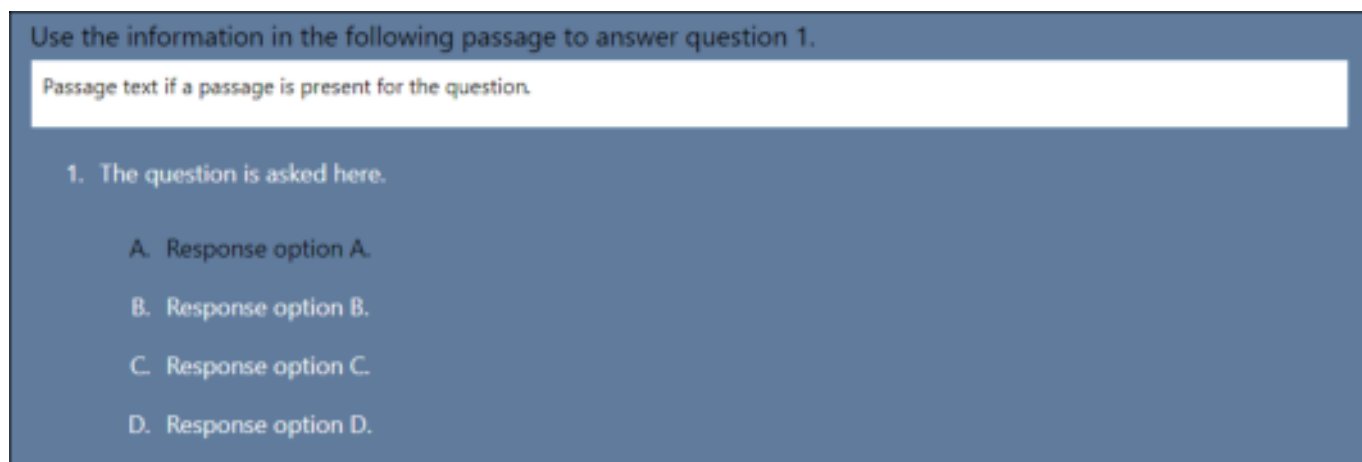 Use the information in the following passage to answer question 1.
Passage text if a passage is present for the question.
1. The question is asked here.
A. Response option A.
B. Response option B.
C. Response option C.
D. Response option D.